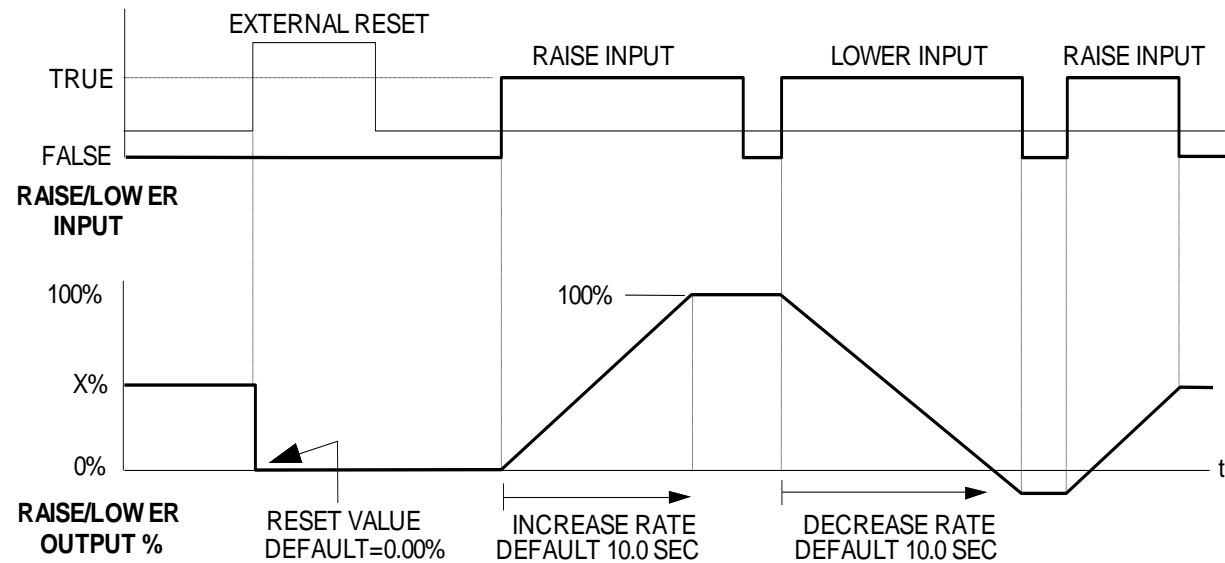 EXTERNAL RESET
RAISE INPUT
LOWER INPUT
RAISE INPUT
TRUE
FALSE
RAISE/LOW ER
INPUT
100%
100%
X%
0%
t
RAISE/LOW ER
OUTPUT %
RESET VALUE
DEFAULT=0.00%
INCREASE RATE
DEFAULT 10.0 SEC
DECREASE RATE
DEFAULT 10.0 SEC